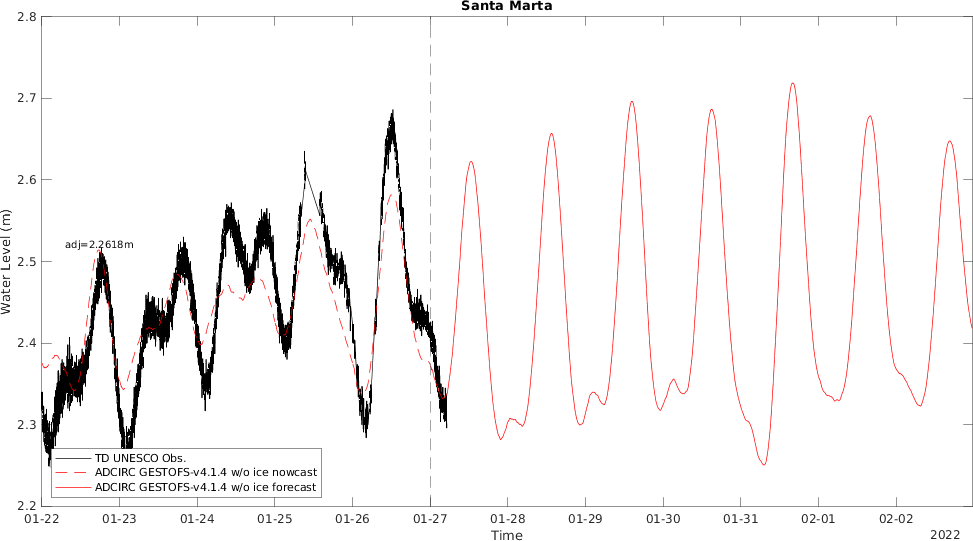 Santa Marta
2.8
2.7
2.6
2.5
2.4
2.3
2.2
Water Level (m)
adj=2.2618m
TD UNESCO Obs.
ADCIRC GESTOFS-v4.1.4 w/o ice nowcast
ADCIRC GESTOFS-v4.1.4 w/o ice forecast
01-22 01-23 01-24 01-25 01-26 01-27 01-28 01-29 01-30 01-31 02-01 02-02
Time
2022